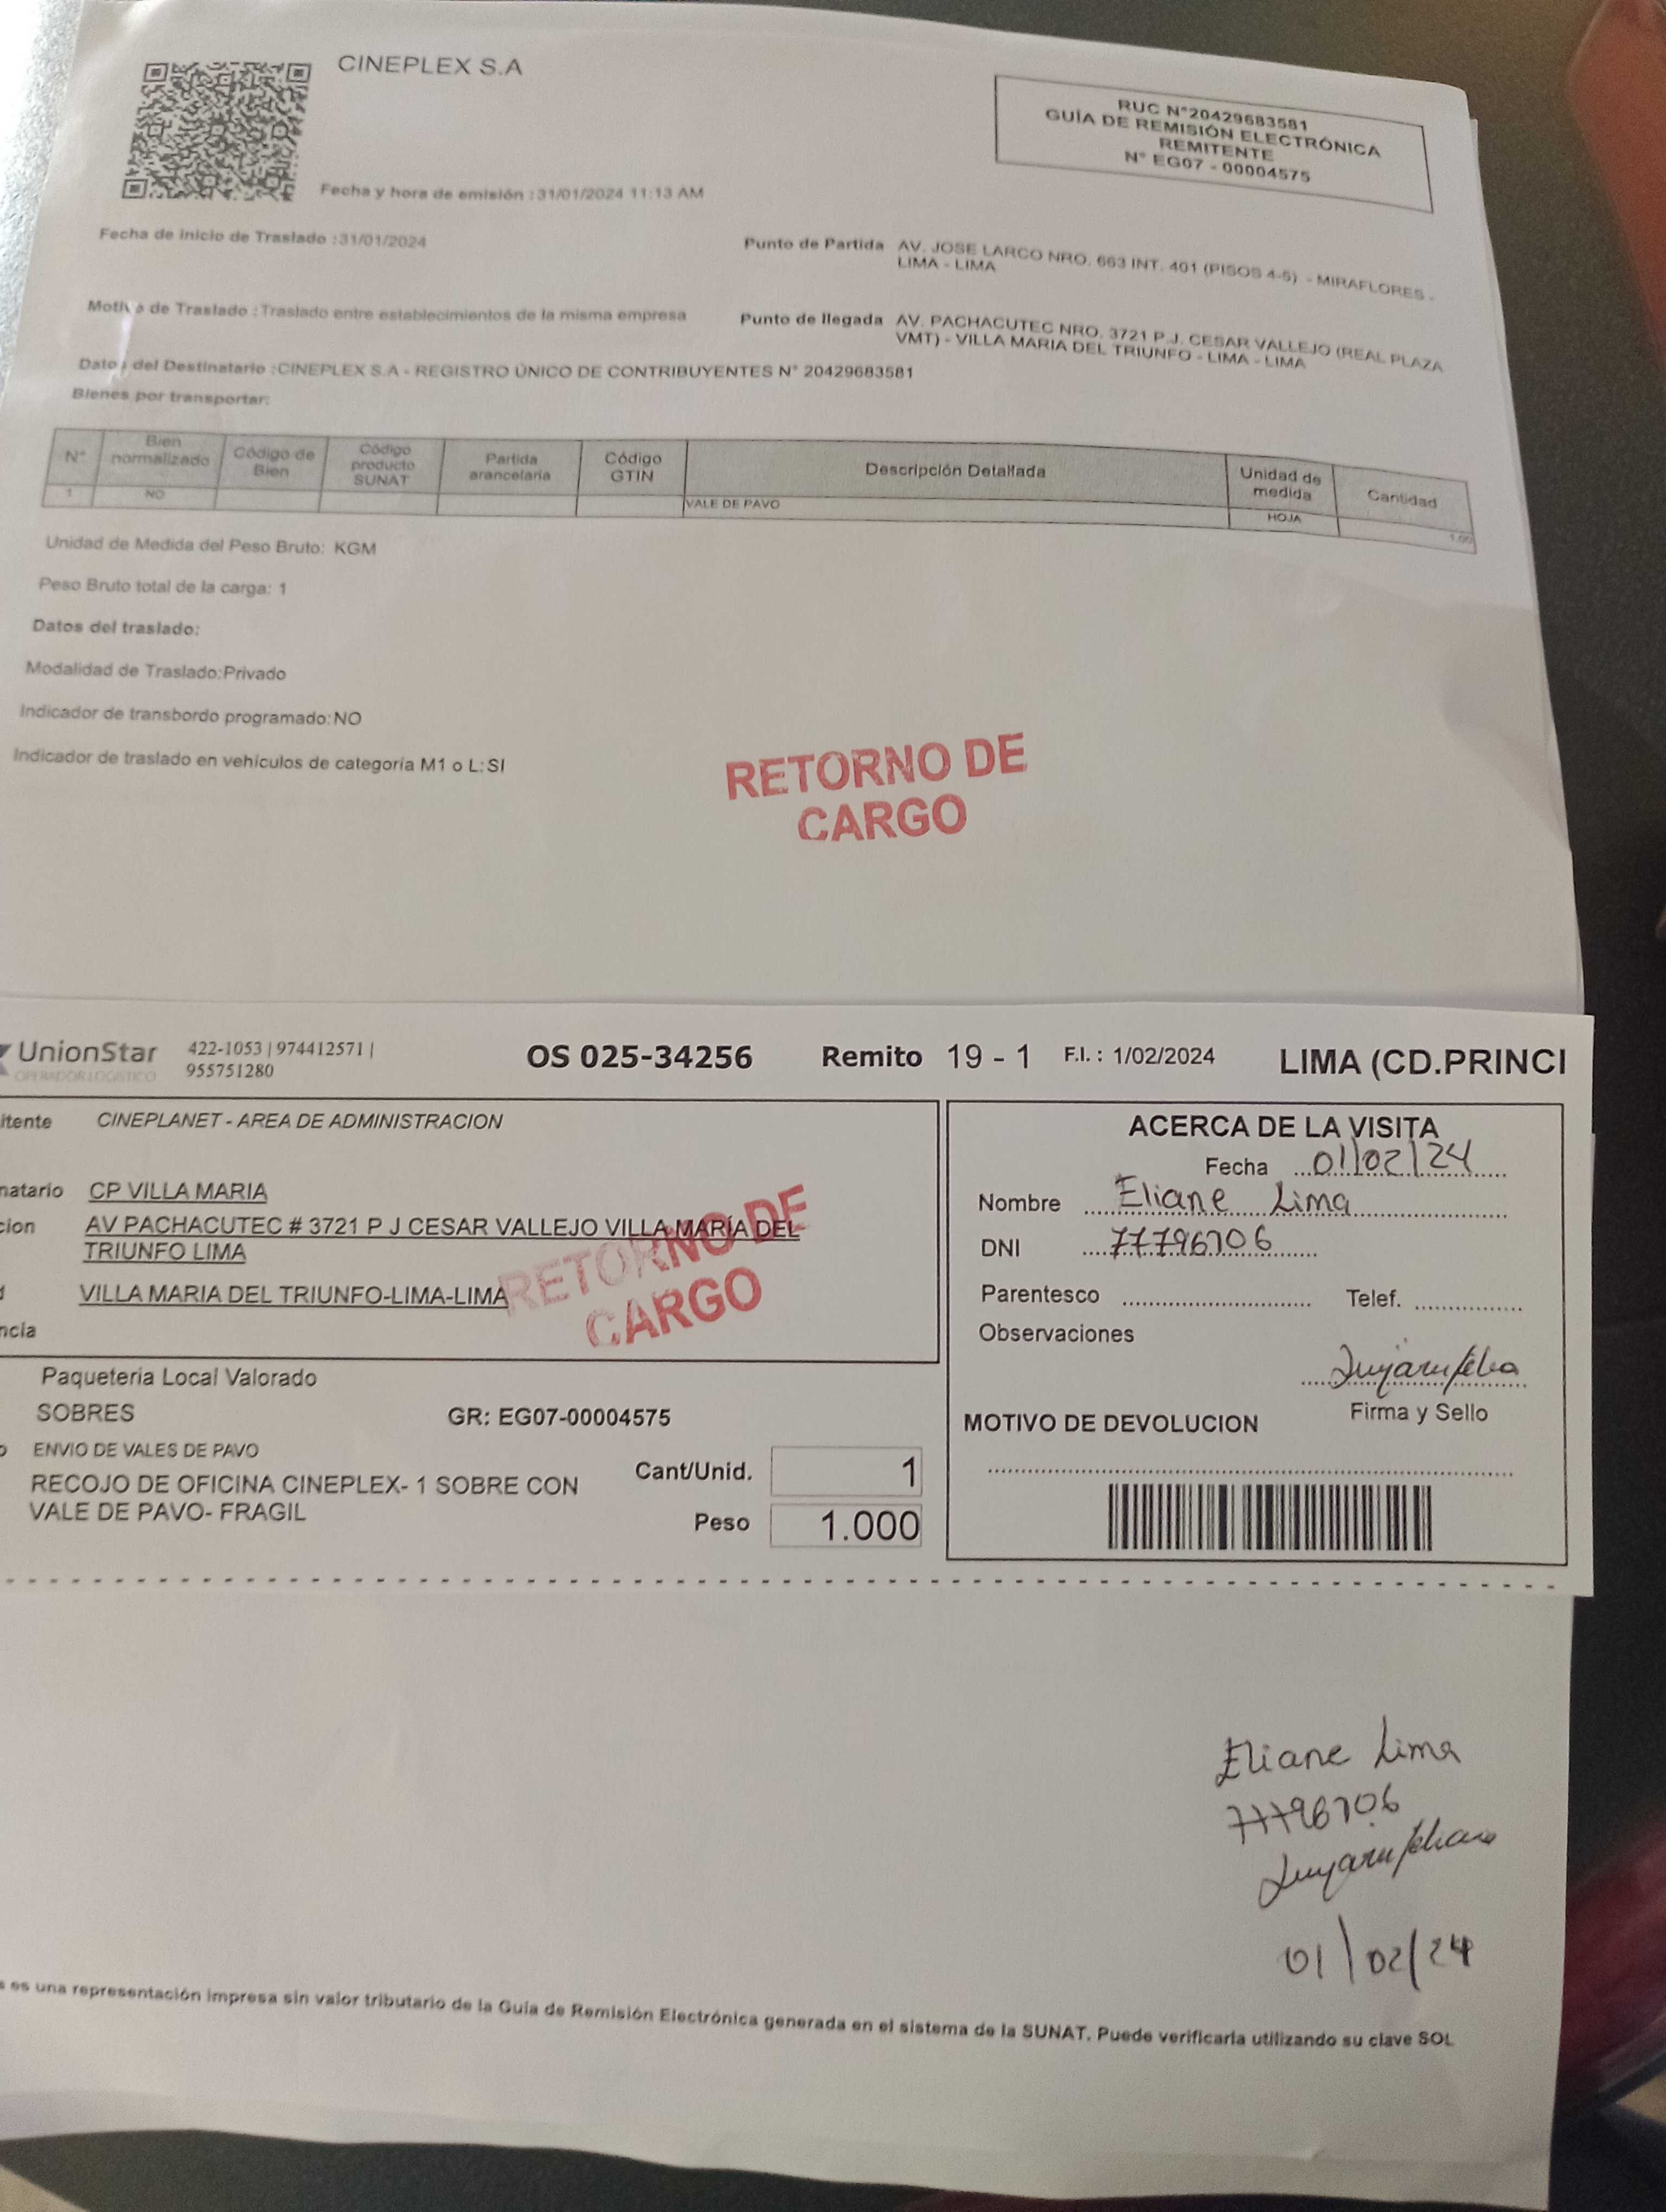 CINEPLEX S.A
RUC N°20429683581
GUÍA DE REMISIÓN ELECTRÓNICA
REMITENTE
N° EG07 - 00004575
Fecha y hora de emisión :31/01/2024 11:13 AM
Fecha de inicio de Traslado :31/01/2024
Punto de Partida AV. JOSE LARCO NRO. 663 INT. 401 (PISOS 4-5) - MIRAFLORES -
LIMA - LIMA
Motivo de Traslado :Traslado entre establecimientos de la misma empresa
Punto de llegada AV. PACHACUTEC NRO. 3721 P.J. CESAR VALLEJO (REAL PLAZA
VMT) - VILLA MARIA DEL TRIUNFO - LIMA - LIMA
Datos del Destinatario :CINEPLEX S.A - REGISTRO ÚNICO DE CONTRIBUYENTES N° 20429683581
Bienes por transportar:
N° Bien normalizado Código de Bien Código producto SUNAT Partida arancelaria Código GTIN Descripción Detallada Unidad de medida Cantidad
1 NO VALE DE PAVO HOJA 1.00
Unidad de Medida del Peso Bruto: KGM
Peso Bruto total de la carga: 1
Datos del traslado:
Modalidad de Traslado:Privado
Indicador de transbordo programado:NO
Indicador de traslado en vehículos de categoría M1 o L:SI
RETORNO DE
CARGO
UnionStar
OPERADOR LOGISTICO
422-1053 | 974412571 |
955751280
OS 025-34256 Remito 19 - 1 F.I. : 1/02/2024 LIMA (CD.PRINCI
itente CINEPLANET - AREA DE ADMINISTRACION
natario CP VILLA MARIA
cion AV PACHACUTEC # 3721 P J CESAR VALLEJO VILLA MARÍA DEL
TRIUNFO LIMA
d VILLA MARIA DEL TRIUNFO-LIMA-LIMA
ncia
RETORNO DE
CARGO
Paqueteria Local Valorado
SOBRES GR: EG07-00004575
o ENVIO DE VALES DE PAVO
RECOJO DE OFICINA CINEPLEX- 1 SOBRE CON
VALE DE PAVO- FRAGIL
Cant/Unid. 1
Peso 1.000
ACERCA DE LA VISITA
Fecha 01/02/24
Nombre Eliane Lima
DNI 77796706
Parentesco Telef.
Observaciones
Firma y Sello
MOTIVO DE DEVOLUCION
Eliane Lima
77796706
01/02/24
s es una representación impresa sin valor tributario de la Guía de Remisión Electrónica generada en el sistema de la SUNAT. Puede verificarla utilizando su clave SOL